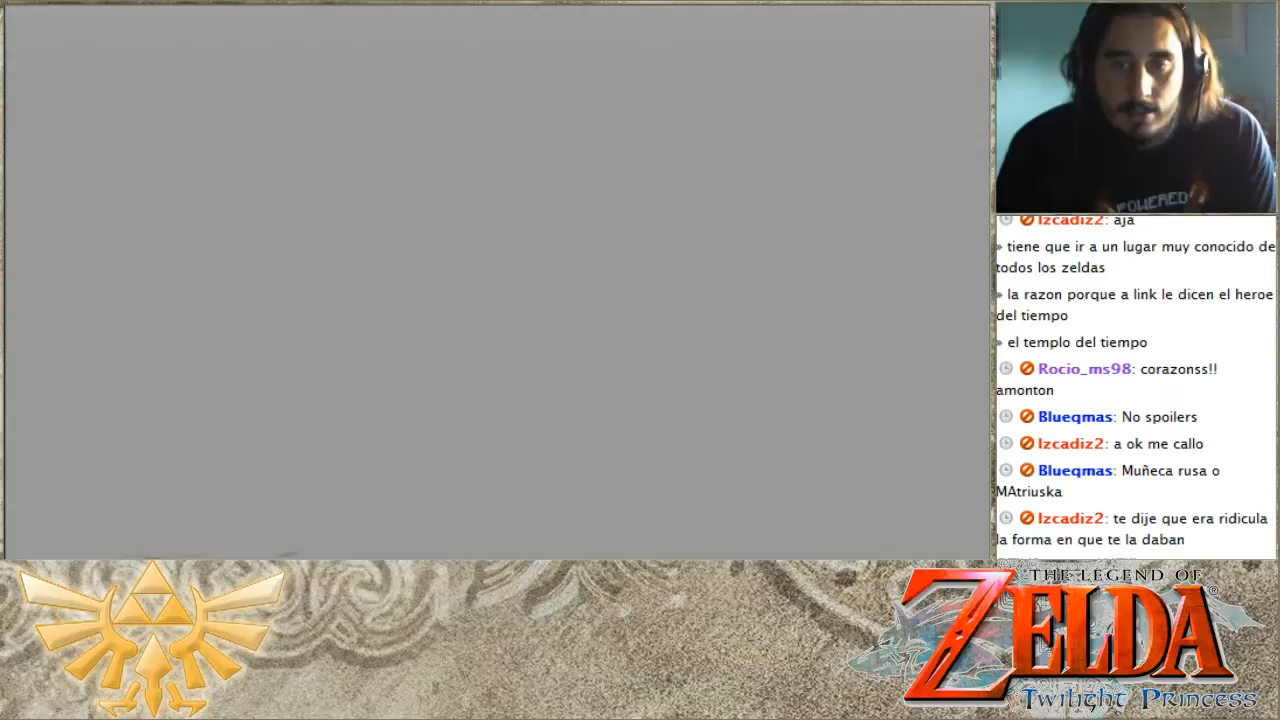 POWERED
Izcadiz2: aja
» tiene que ir a un lugar muy conocido de
todos los zeldas
» la razon porque a link le dicen el heroe
del tiempo
» el templo del tiempo
Rocio_ms98: corazonss!!
amonton
Blueqmas: No spoilers
Izcadiz2: a ok me callo
Blueqmas: Muñeca rusa o
MAtriuska
Izcadiz2: te dije que era ridicula
la forma en que te la daban
THE LEGEND OF
ZELDA®
Twilight Princess